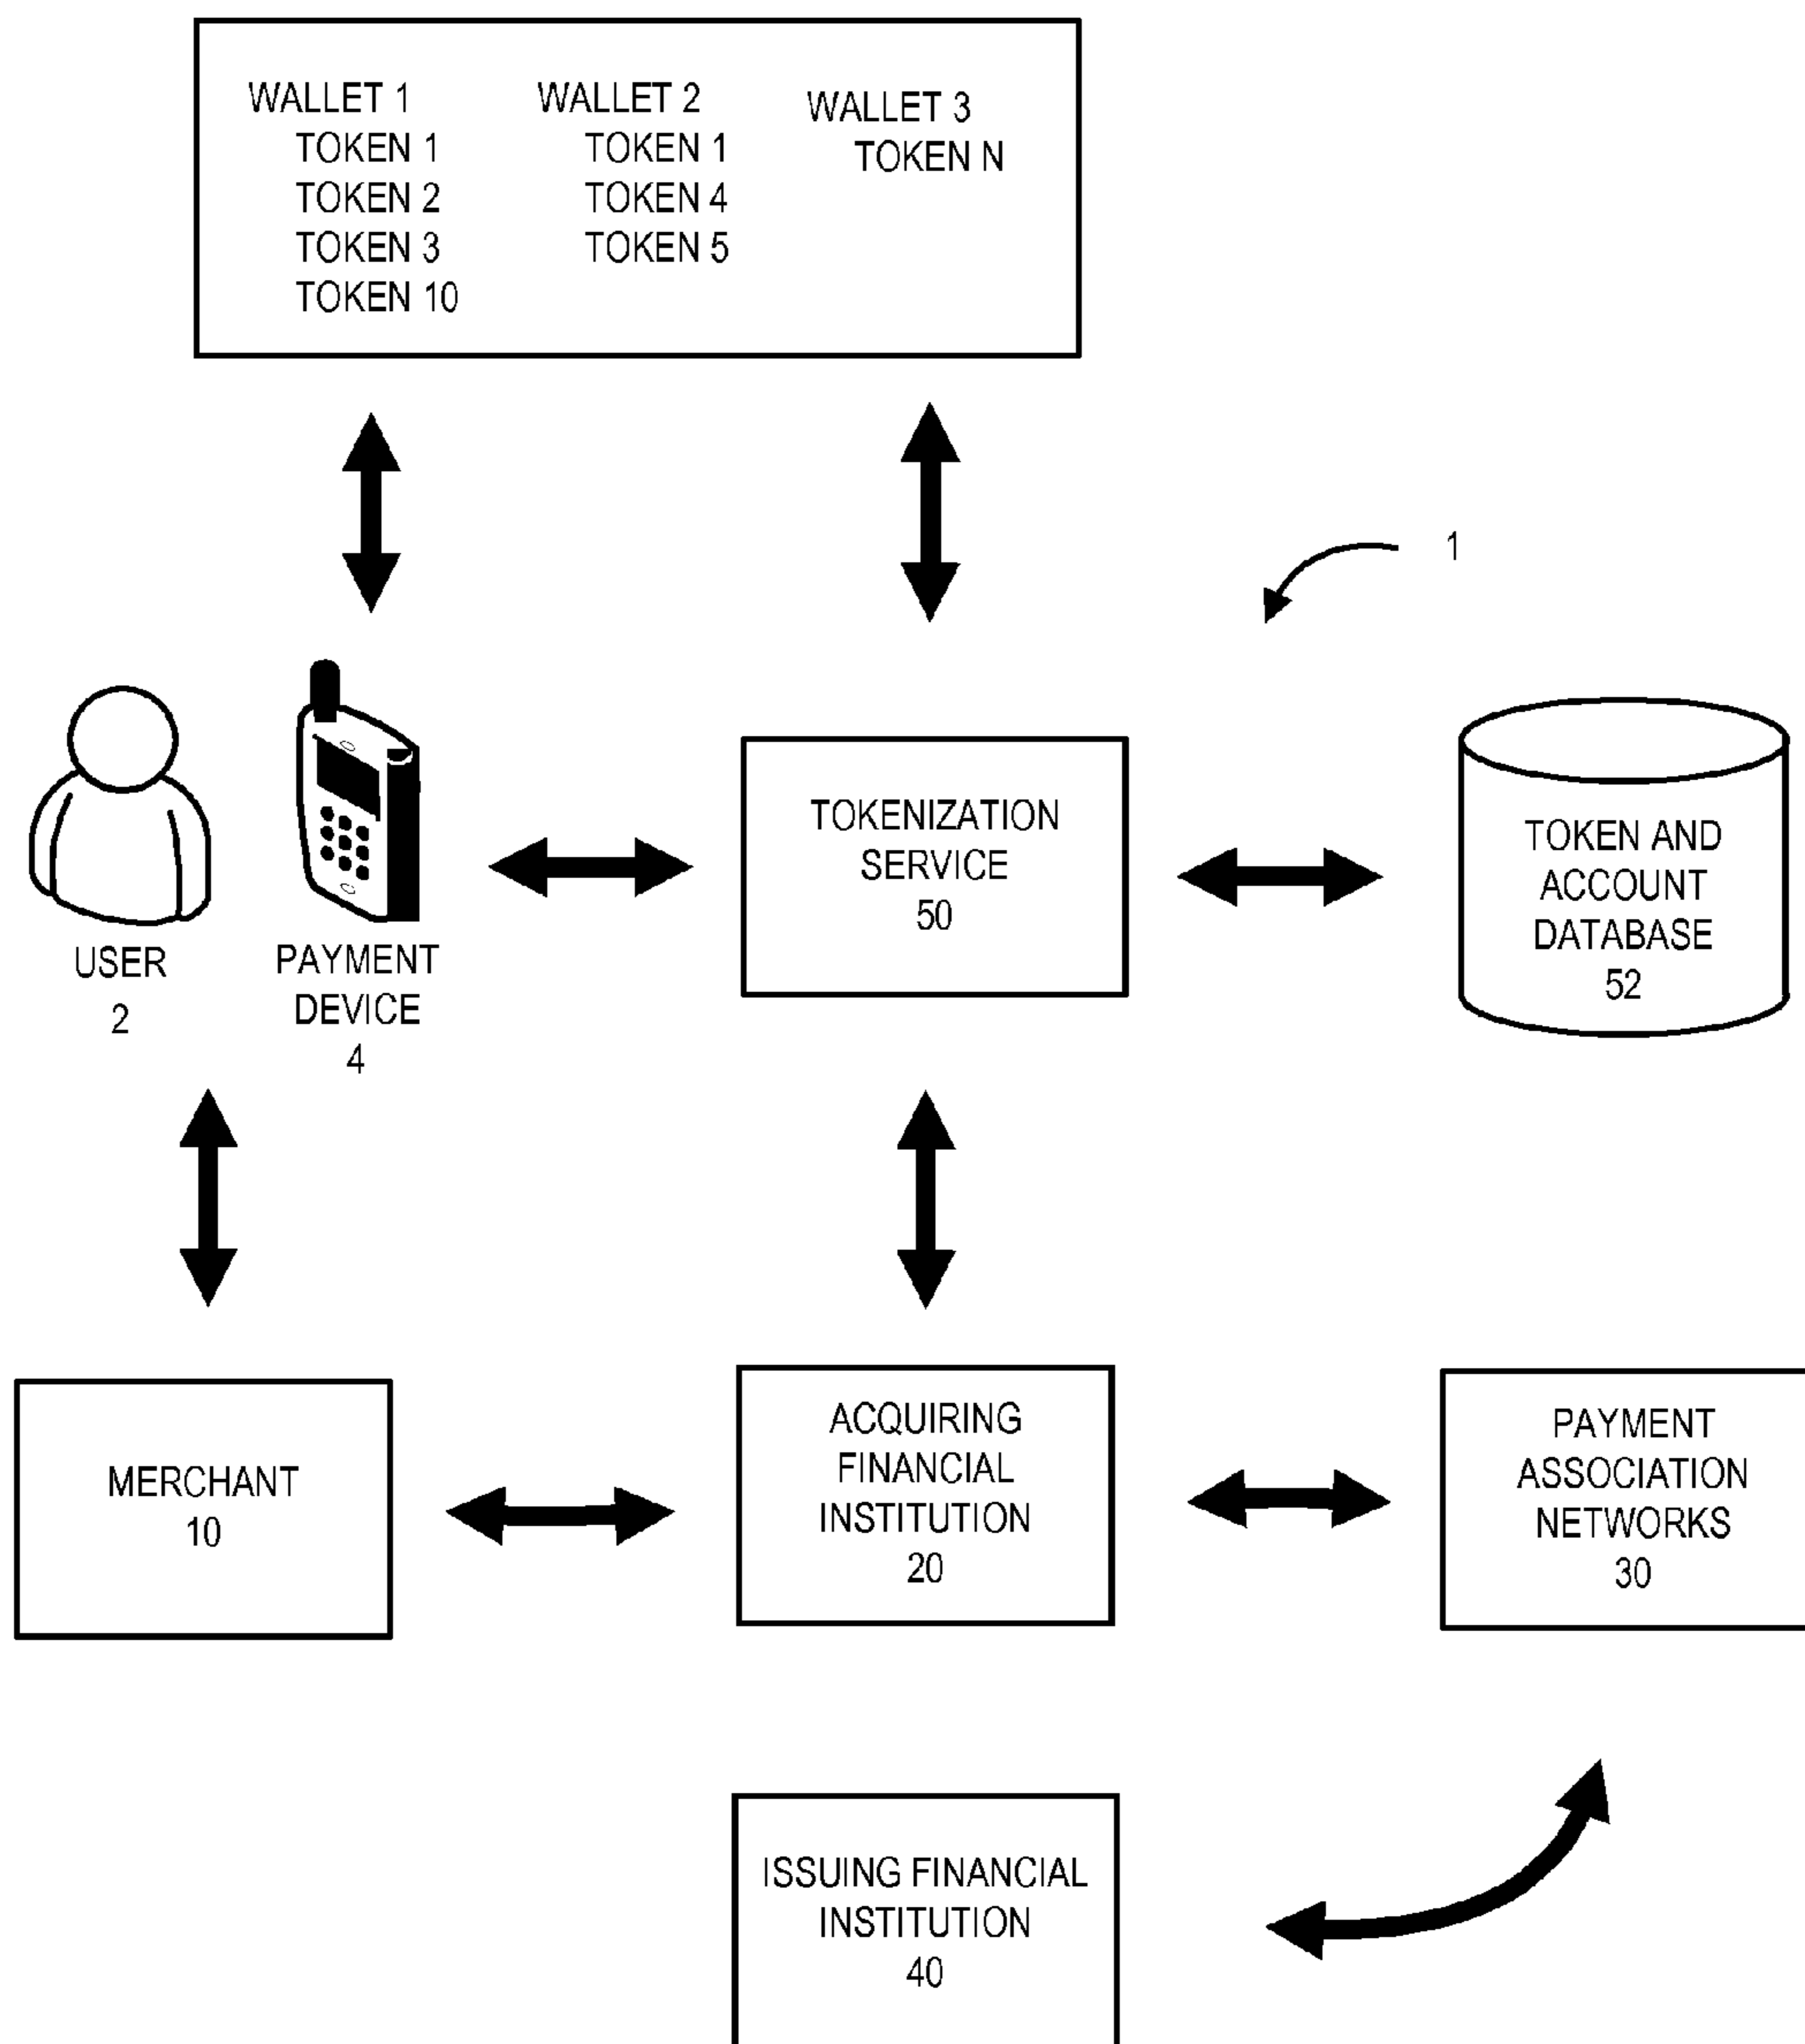 WALLET 1
TOKEN 1
TOKEN 2
TOKEN 3
TOKEN 10
WALLET 2
TOKEN 1
TOKEN 4
TOKEN 5
WALLET 3
TOKEN N
1
USER
2
PAYMENT
DEVICE
4
TOKENIZATION
SERVICE
50
TOKEN AND
ACCOUNT
DATABASE
52
MERCHANT
10
ACQUIRING
FINANCIAL
INSTITUTION
20
PAYMENT
ASSOCIATION
NETWORKS
30
ISSUING FINANCIAL
INSTITUTION
40